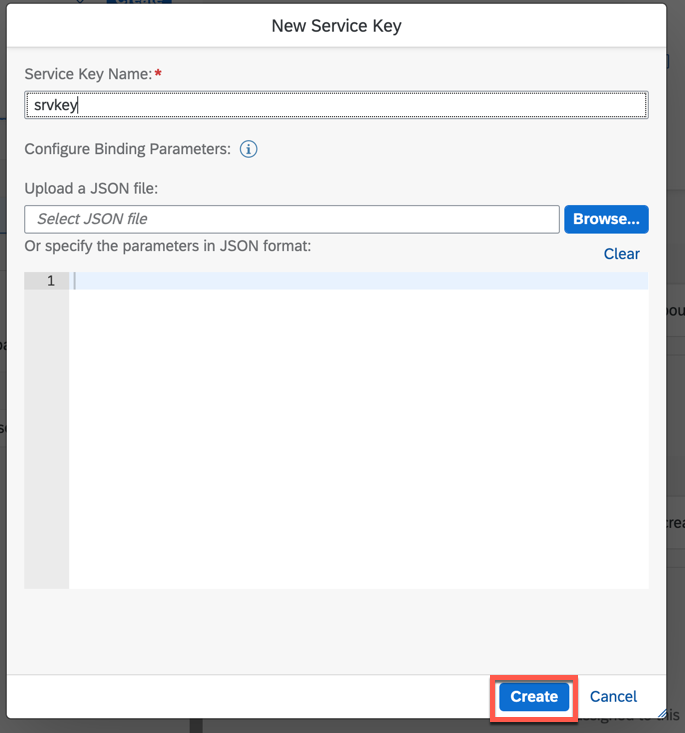 Create
New Service Key
Service Key Name:*
srvkey
Configure Binding Parameters:
Upload a JSON file:
Select JSON file
Browse...
Or specify the parameters in JSON format:
Clear
1
Create
Cancel